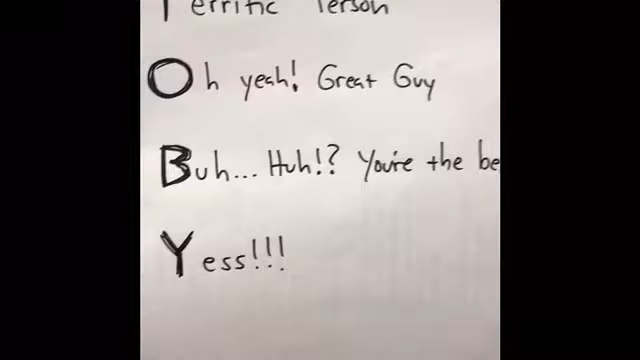 Terrific Person
Oh yeah! Great Guy
Buh... Huh!? You're the be
Yess!!!